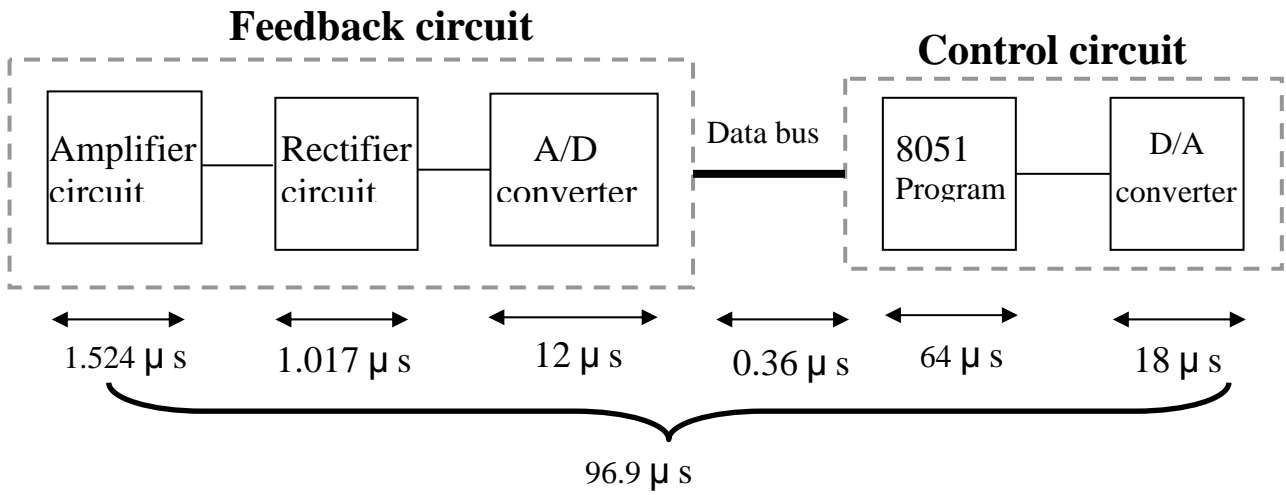 Feedback circuit
Control circuit
Amplifier
circuit
Rectifier
circuit
A/D
converter
Data bus
8051
Program
D/A
converter
1.524 μ s
1.017 μ s
12 μ s
0.36 μ s
64 μ s
18 μ s
96.9 μ s